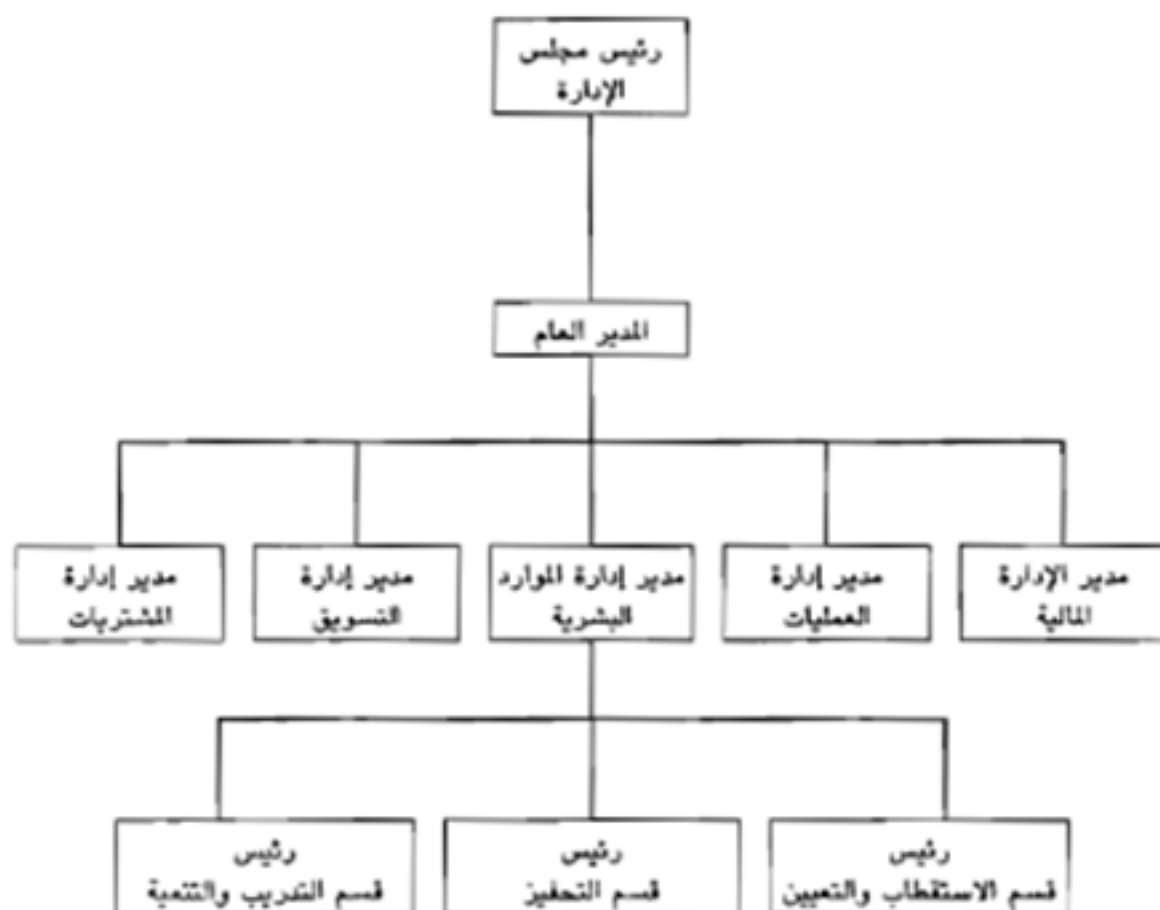 رئيس مجلس
الإدارة
المدير العام
مدير الإدارة
المالية
مدير إدارة
العمليات
مدير إدارة الموارد
البشرية
مدير إدارة
التسويق
مدير إدارة
المشتريات
رئيس
قسم الاستقطاب والتعيين
رئيس
قسم التحفيز
رئيس
قسم التدريب والتنمية